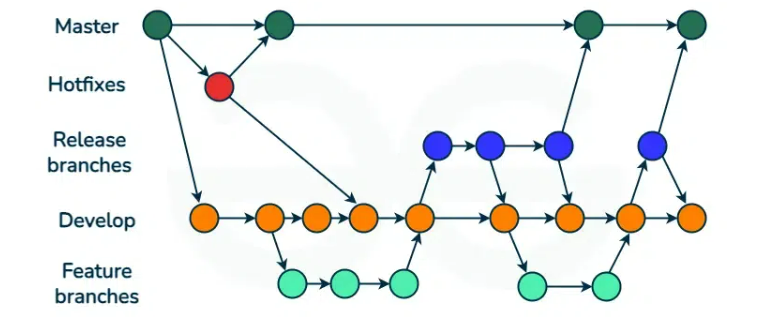 Master
Hotfixes
Release
branches
Develop
Feature
branches